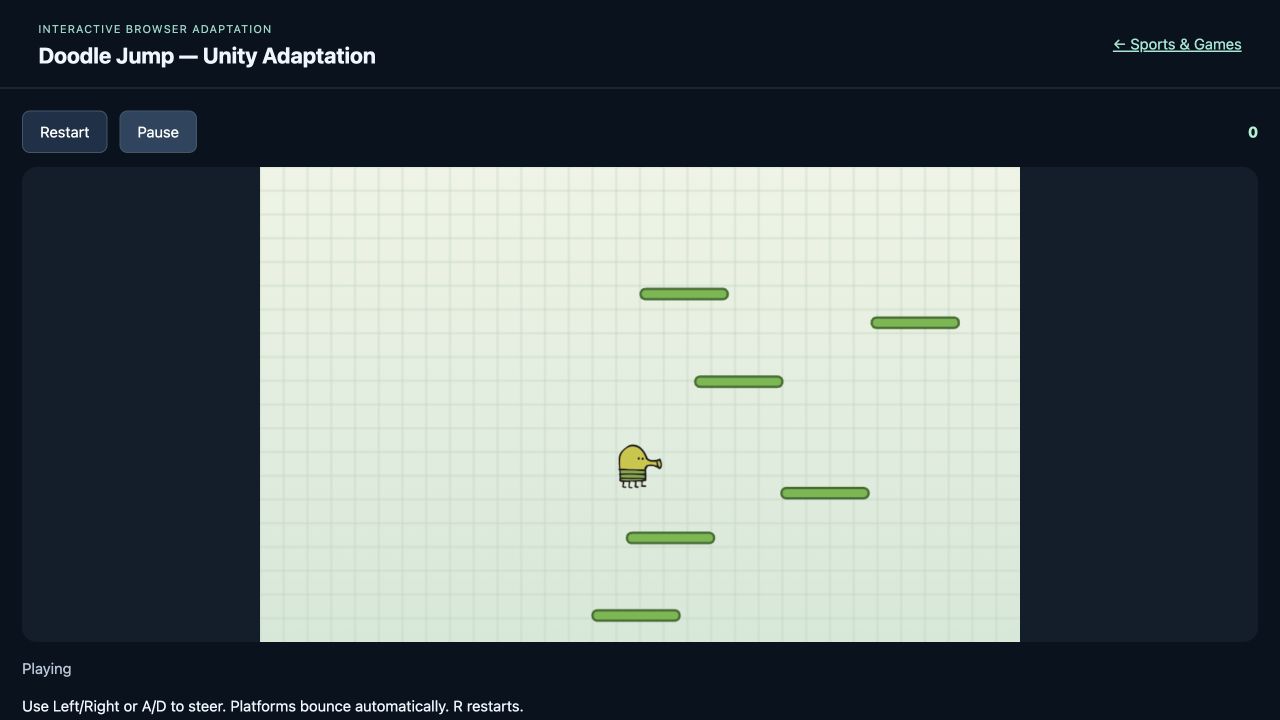 INTERACTIVE BROWSER ADAPTATION
Doodle Jump — Unity Adaptation
← Sports & Games
Restart
Pause
0
Playing
Use Left/Right or A/D to steer. Platforms bounce automatically. R restarts.